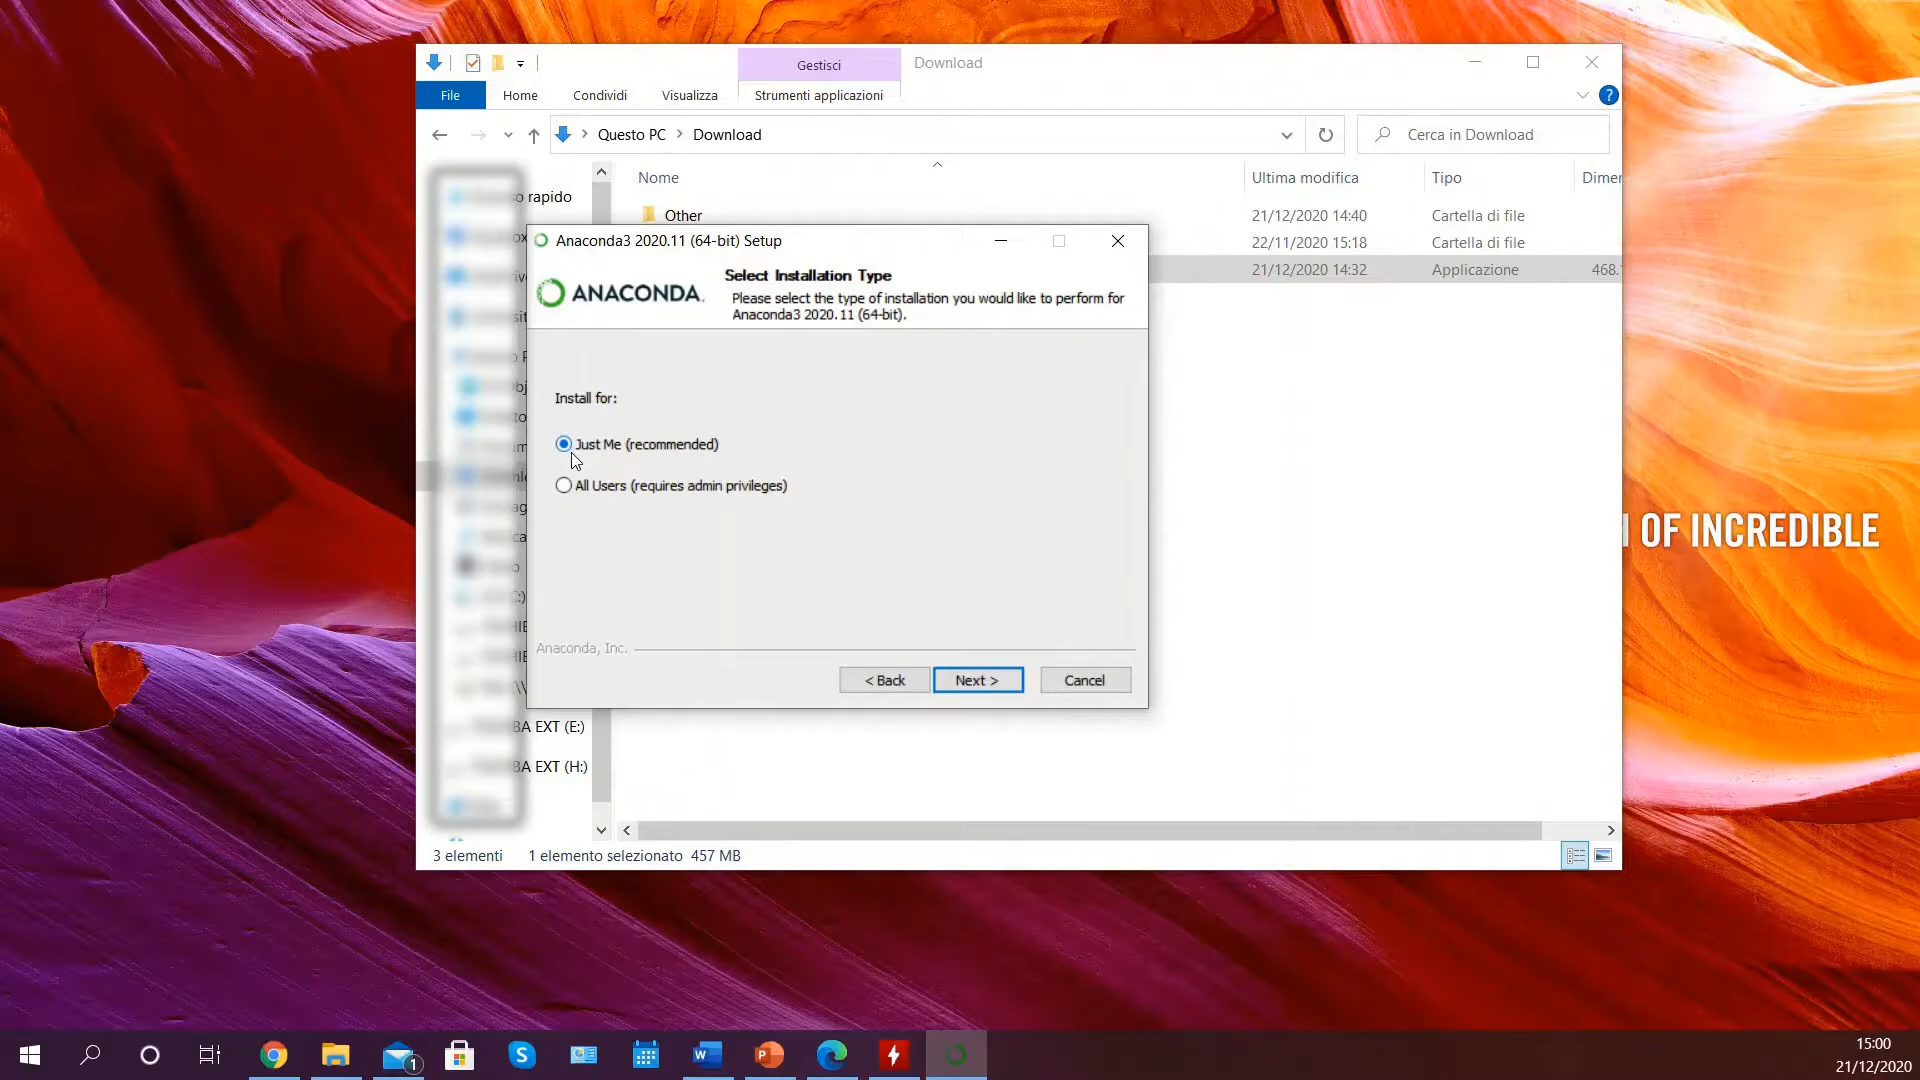 Gestisci
Download
File
Home
Condividi
Visualizza
Strumenti applicazioni
?
Questo PC > Download
Cerca in Download
Nome
Ultima modifica
Tipo
rapido
Other
21/12/2020 14:40
Cartella di file
22/11/2020 15:18
Cartella di file
21/12/2020 14:32
Applicazione
468.
Anaconda3 2020.11 (64-bit) Setup
ANACONDA.
Select Installation Type
Please select the type of installation you would like to perform for
Anaconda3 2020.11 (64-bit).
Install for:
Just Me (recommended)
All Users (requires admin privileges)
Anaconda, Inc.
< Back
Next >
Cancel
EXT (E:)
EXT (H:)
OF INCREDIBLE
3 elementi
1 elemento selezionato 457 MB
1
S
W
P
15:00
21/12/2020